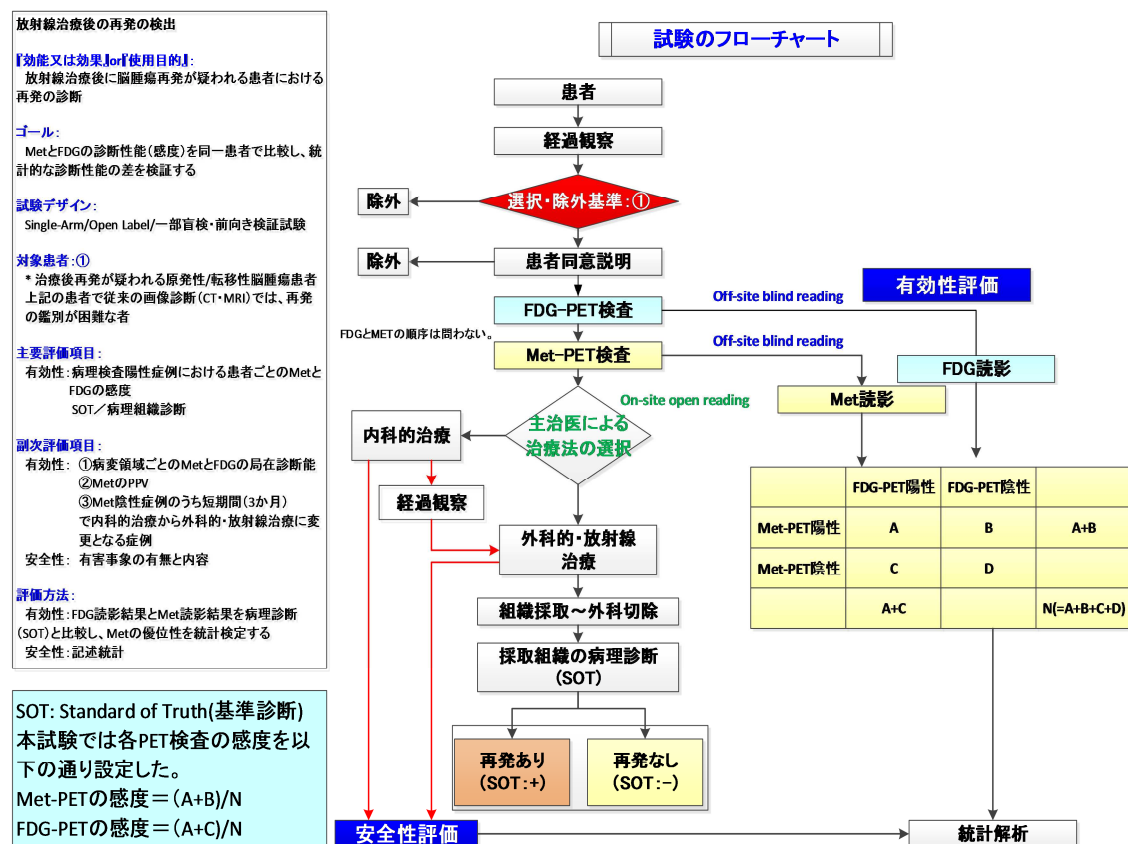 放射線治療後の再発の検出
『効能又は効果』or『使用目的』:
放射線治療後に脳腫瘍再発が疑われる患者における
再発の診断
ゴール:
MetとFDGの診断性能(感度)を同一患者で比較し、統
計的な診断性能の差を検証する
試験デザイン:
Single-Arm/Open Label/一部盲検・前向き検証試験
対象患者:①
* 治療後再発が疑われる原発性/転移性脳腫瘍患者
上記の患者で従来の画像診断(CT・MRI)では、再発
の鑑別が困難な者
主要評価項目:
有効性:病理検査陽性症例における患者ごとのMetと
FDGの感度
SOT/病理組織診断
副次評価項目:
有効性: ①病変領域ごとのMetとFDGの局在診断能
②MetのPPV
③Met陰性症例のうち短期間(3か月)
で内科的治療から外科的・放射線治療に変
更となる症例
安全性: 有害事象の有無と内容
評価方法:
有効性:FDG読影結果とMet読影結果を病理診断
(SOT)と比較し、Metの優位性を統計検定する
安全性:記述統計
SOT: Standard of Truth(基準診断)
本試験では各PET検査の感度を以
下の通り設定した。
Met-PETの感度=(A+B)/N
FDG-PETの感度=(A+C)/N
試験のフローチャート
患者
経過観察
選択・除外基準:①
除外
患者同意説明
除外
FDG-PET検査
FDGとMETの順序は問わない。
Met-PET検査
Off-site blind reading
Off-site blind reading
有効性評価
FDG読影
Met読影
On-site open reading
主治医による
治療法の選択
内科的治療
経過観察
外科的・放射線
治療
組織採取~外科切除
採取組織の病理診断
(SOT)
再発あり
(SOT:+)
再発なし
(SOT:-)
FDG-PET陽性 FDG-PET陰性
Met-PET陽性 A B A+B
Met-PET陰性 C D
A+C N(=A+B+C+D)
安全性評価
統計解析